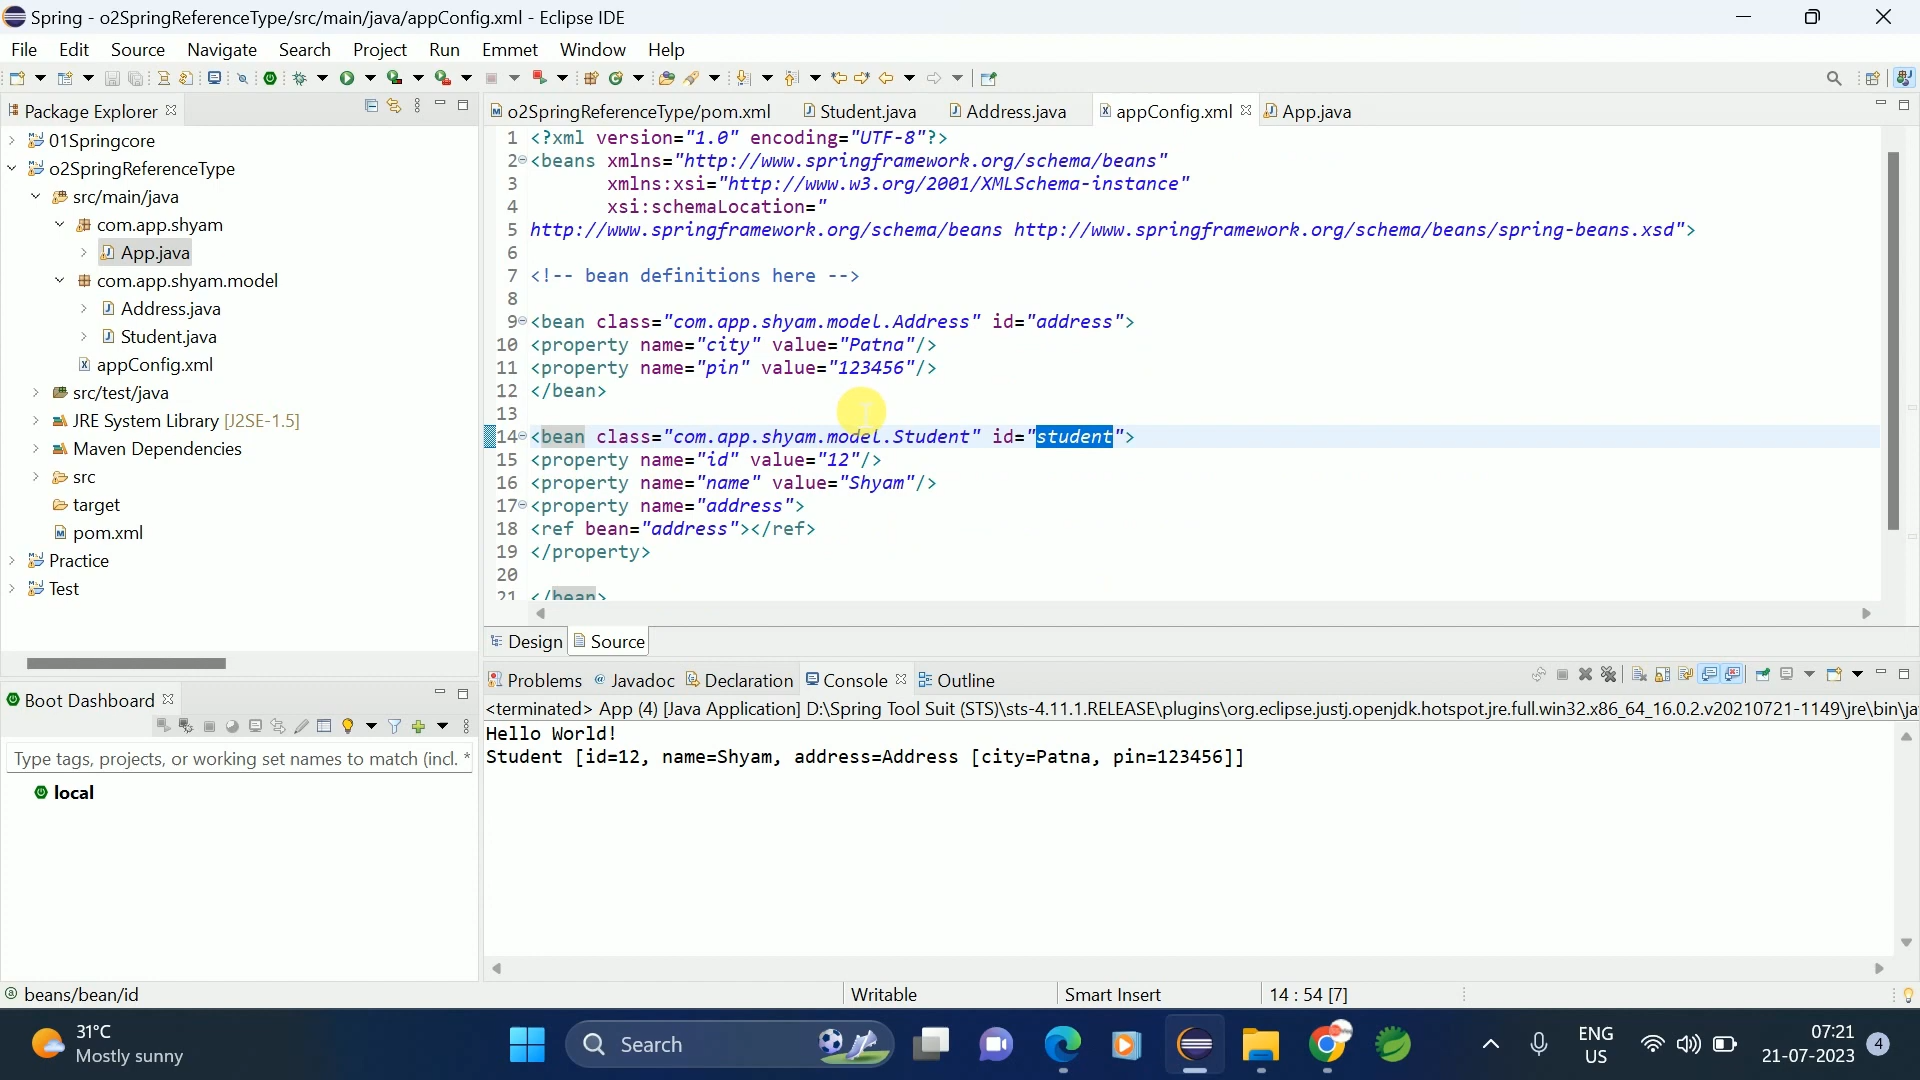 Spring - o2SpringReferenceType/src/main/java/appConfig.xml - Eclipse IDE
File Edit Source Navigate Search Project Run Emmet Window Help
Package Explorer
01Springcore
o2SpringReferenceType
src/main/java
com.app.shyam
App.java
com.app.shyam.model
Address.java
Student.java
appConfig.xml
src/test/java
JRE System Library [J2SE-1.5]
Maven Dependencies
src
target
pom.xml
Practice
Test
o2SpringReferenceType/pom.xml Student.java Address.java appConfig.xml App.java
1 <?xml version="1.0" encoding="UTF-8"?>
2 <beans xmlns="http://www.springframework.org/schema/beans"
3 xmlns:xsi="http://www.w3.org/2001/XMLSchema-instance"
4 xsi:schemaLocation="
5 http://www.springframework.org/schema/beans http://www.springframework.org/schema/beans/spring-beans.xsd">
6
7 <!-- bean definitions here -->
8
9 <bean class="com.app.shyam.model.Address" id="address">
10 <property name="city" value="Patna"/>
11 <property name="pin" value="123456"/>
12 </bean>
13
14 <bean class="com.app.shyam.model.Student" id="student">
15 <property name="id" value="12"/>
16 <property name="name" value="Shyam"/>
17 <property name="address">
18 <ref bean="address"></ref>
19 </property>
20
21 </bean>
Design Source
Boot Dashboard
Type tags, projects, or working set names to match (incl. *
local
Problems Javadoc Declaration Console Outline
<terminated> App (4) [Java Application] D:\Spring Tool Suit (STS)\sts-4.11.1.RELEASE\plugins\org.eclipse.justj.openjdk.hotspot.jre.full.win32.x86_64_16.0.2.v20210721-1149\jre\bin\ja
Hello World!
Student [id=12, name=Shyam, address=Address [city=Patna, pin=123456]]
beans/bean/id Writable Smart Insert 14 : 54 [7]
31°C
Mostly sunny
Search
ENG
US
07:21
21-07-2023
4